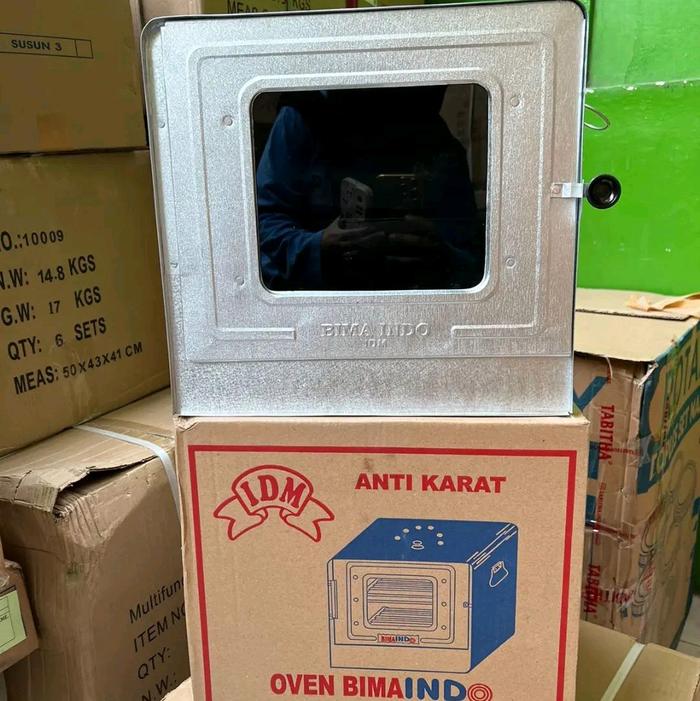 SUSUN 3
O.:10009
N.W: 14.8 KGS
G.W: 17 KGS
QTY: 6 SETS
MEAS: 50X43X41 CM
KGS
BIMA INDO
IDM
IDM
ANTI KARAT
BIMAINDO
OVEN BIMAINDO
Multifun
ITEM NO
QTY:
N.W.:
TABITHA
TABITHA